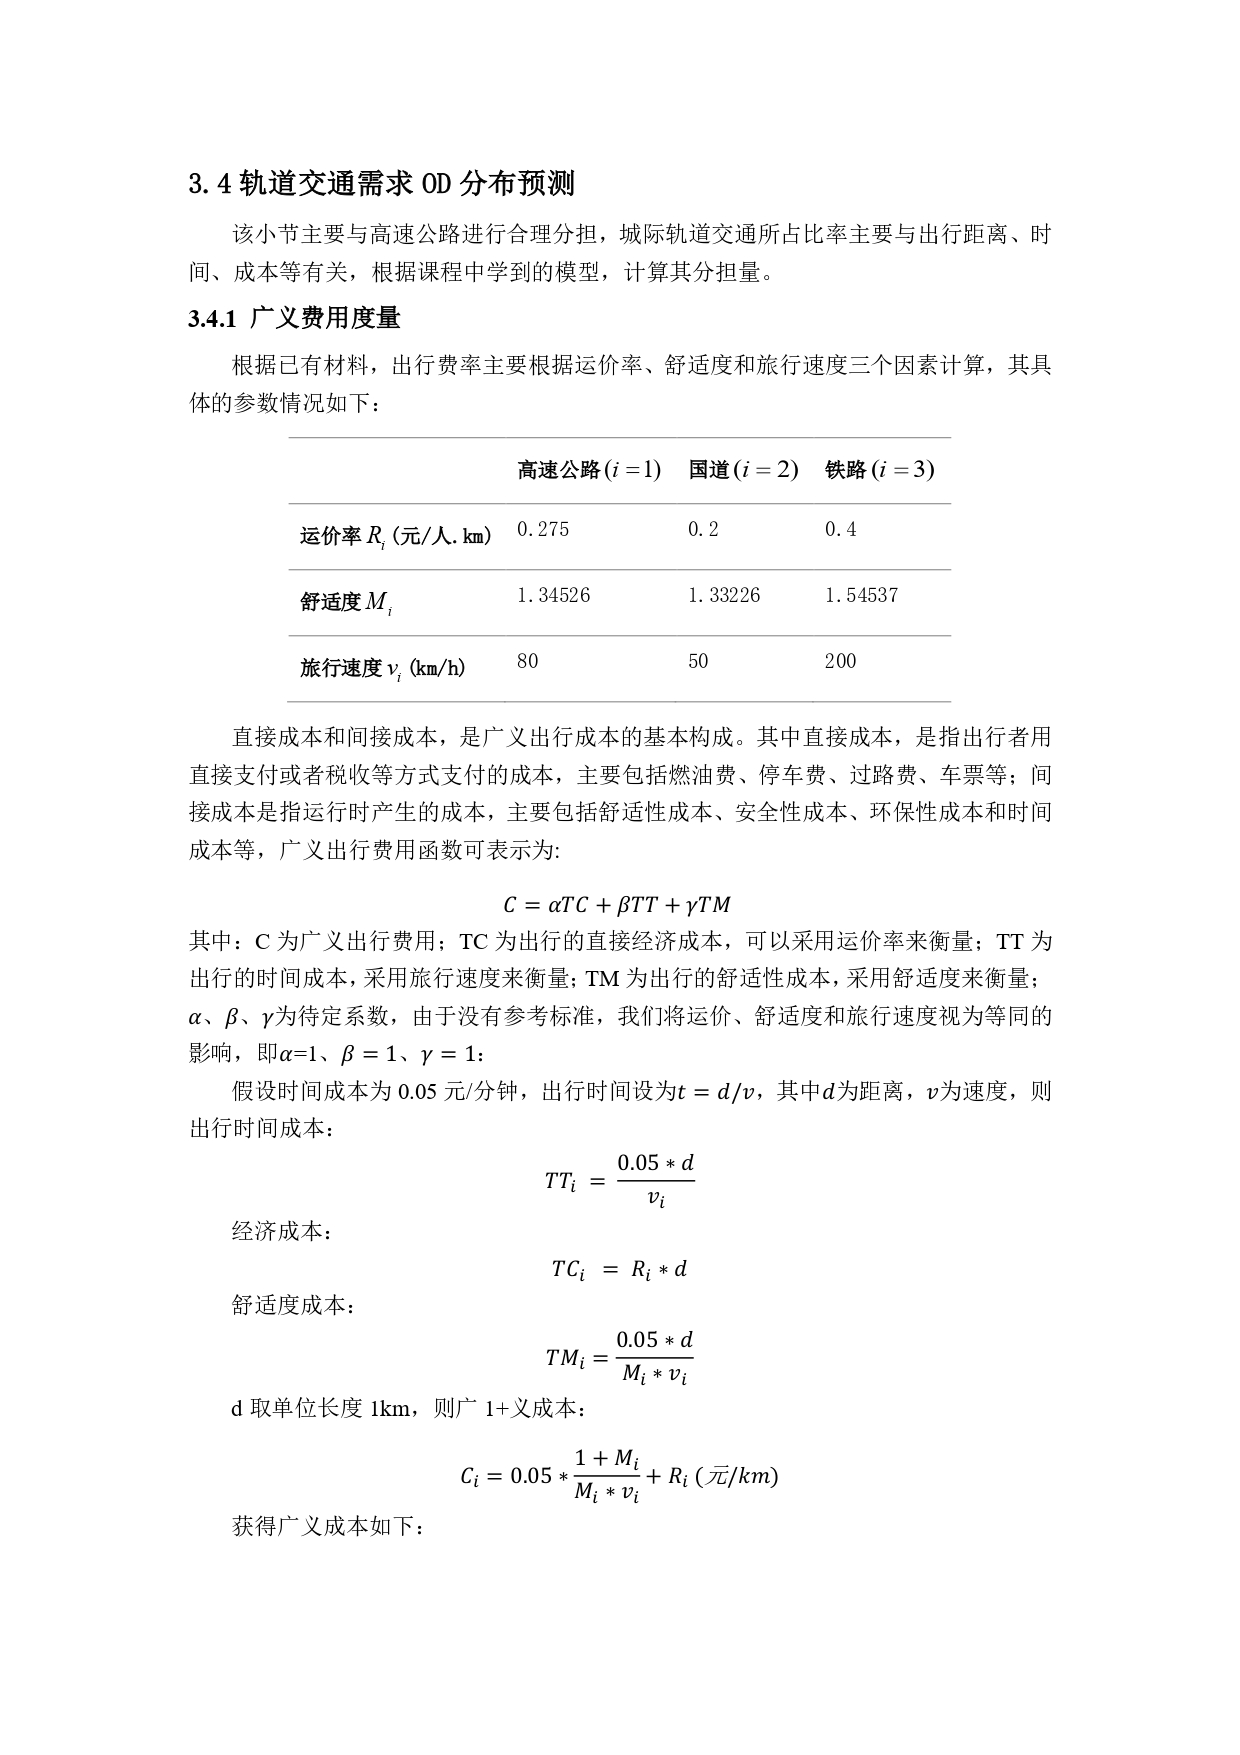 3.4 轨道交通需求 OD 分布预测
该小节主要与高速公路进行合理分担，城际轨道交通所占比率主要与出行距离、时
间、成本等有关，根据课程中学到的模型，计算其分担量。
3.4.1 广义费用度量
根据已有材料，出行费率主要根据运价率、舒适度和旅行速度三个因素计算，其具
体的参数情况如下：
高速公路(i =1) 国道(i = 2) 铁路(i = 3)
运价率 R_i (元/人.km) 0.275 0.2 0.4
舒适度 M_i 1.34526 1.33226 1.54537
旅行速度 v_i (km/h) 80 50 200
直接成本和间接成本，是广义出行成本的基本构成。其中直接成本，是指出行者用
直接支付或者税收等方式支付的成本，主要包括燃油费、停车费、过路费、车票等；间
接成本是指运行时产生的成本，主要包括舒适性成本、安全性成本、环保性成本和时间
成本等，广义出行费用函数可表示为:
C = αTC + βTT + γTM
其中：C 为广义出行费用；TC 为出行的直接经济成本，可以采用运价率来衡量；TT 为
出行的时间成本，采用旅行速度来衡量；TM 为出行的舒适性成本，采用舒适度来衡量；
α、β、γ为待定系数，由于没有参考标准，我们将运价、舒适度和旅行速度视为等同的
影响，即α=1、β = 1、γ = 1：
假设时间成本为 0.05 元/分钟，出行时间设为t = d/v，其中d为距离，v为速度，则
出行时间成本：
TT_i = \frac{0.05 * d}{v_i}
经济成本：
TC_i = R_i * d
舒适度成本：
TM_i = \frac{0.05 * d}{M_i * v_i}
d 取单位长度 1km，则广 1+义成本：
C_i = 0.05 * \frac{1 + M_i}{M_i * v_i} + R_i (元/km)
获得广义成本如下：